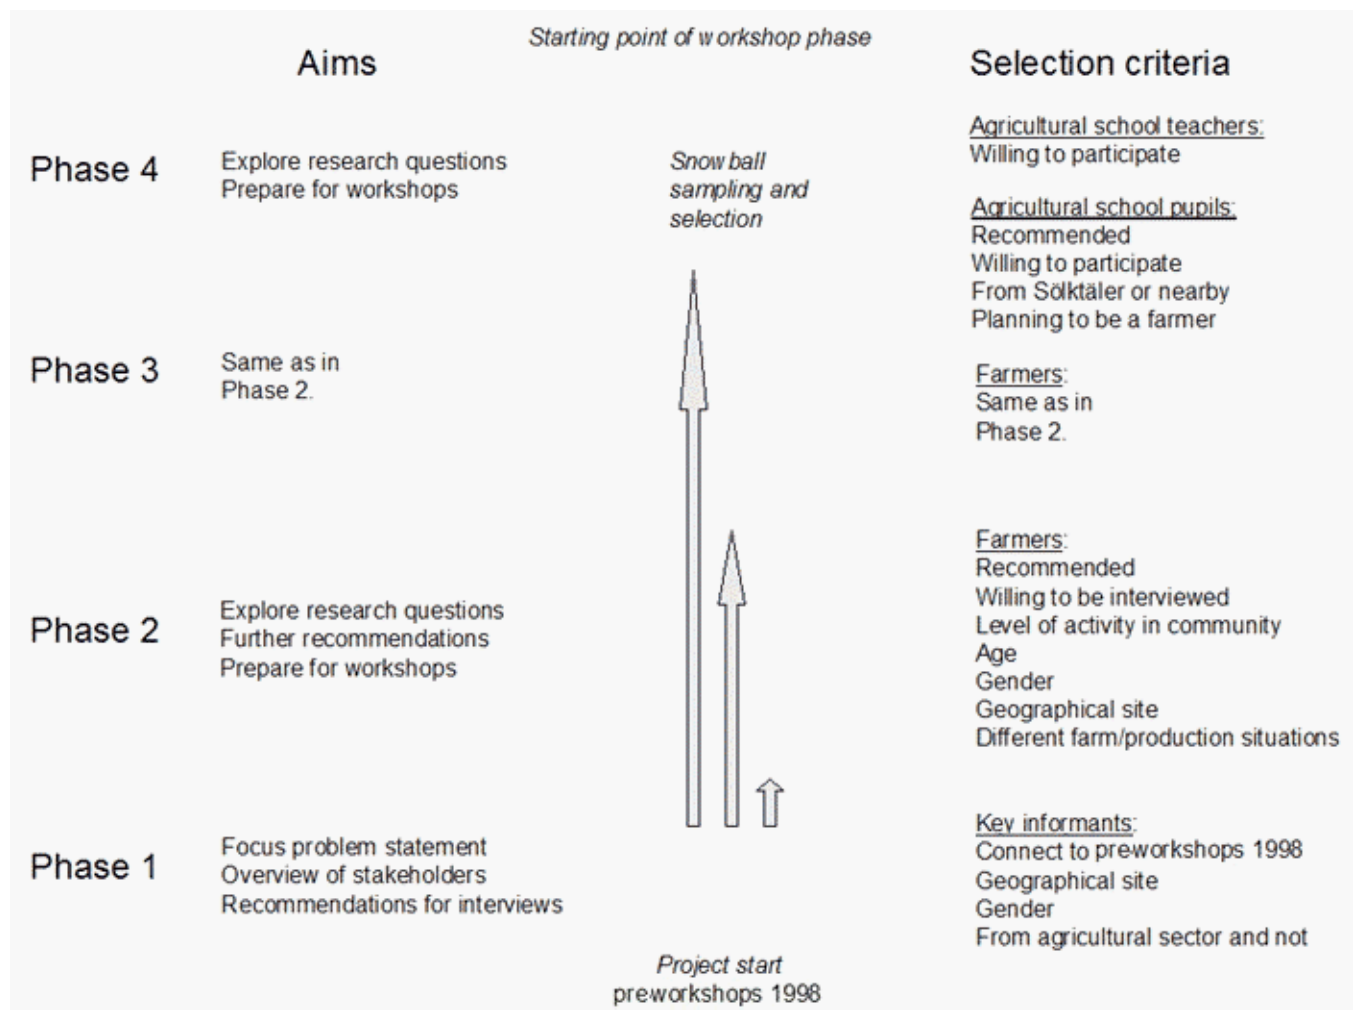 Starting point of workshop phase
Aims
Selection criteria
Phase 4
Explore research questions
Prepare for workshops
Snowball
sampling and
selection
Agricultural school teachers:
Willing to participate
Agricultural school pupils:
Recommended
Willing to participate
From Sölktäler or nearby
Planning to be a farmer
Phase 3
Same as in
Phase 2.
Farmers:
Same as in
Phase 2.
Phase 2
Explore research questions
Further recommendations
Prepare for workshops
Farmers:
Recommended
Willing to be interviewed
Level of activity in community
Age
Gender
Geographical site
Different farm/production situations
Phase 1
Focus problem statement
Overview of stakeholders
Recommendations for interviews
Key informants:
Connect to preworkshops 1998
Geographical site
Gender
From agricultural sector and not
Project start
preworkshops 1998